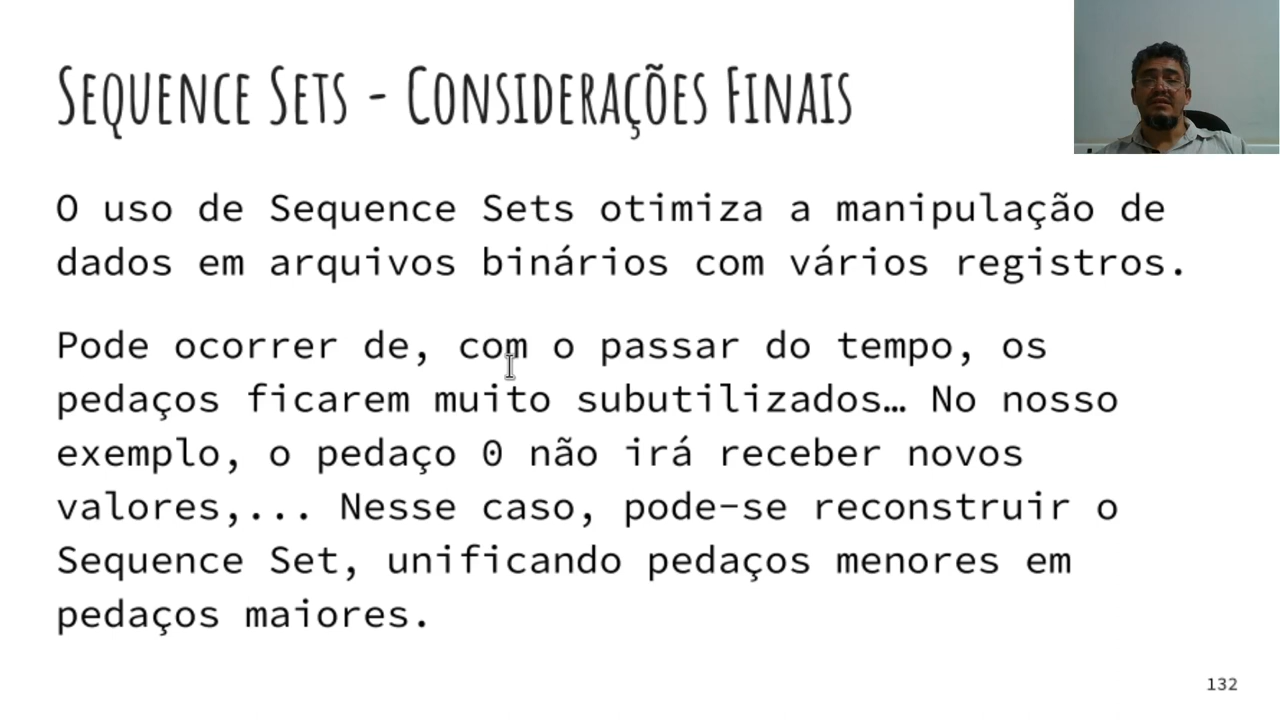 Sequence Sets - Considerações Finais
O uso de Sequence Sets otimiza a manipulação de
dados em arquivos binários com vários registros.
Pode ocorrer de, com o passar do tempo, os
pedaços ficarem muito subutilizados… No nosso
exemplo, o pedaço 0 não irá receber novos
valores,... Nesse caso, pode-se reconstruir o
Sequence Set, unificando pedaços menores em
pedaços maiores.
132